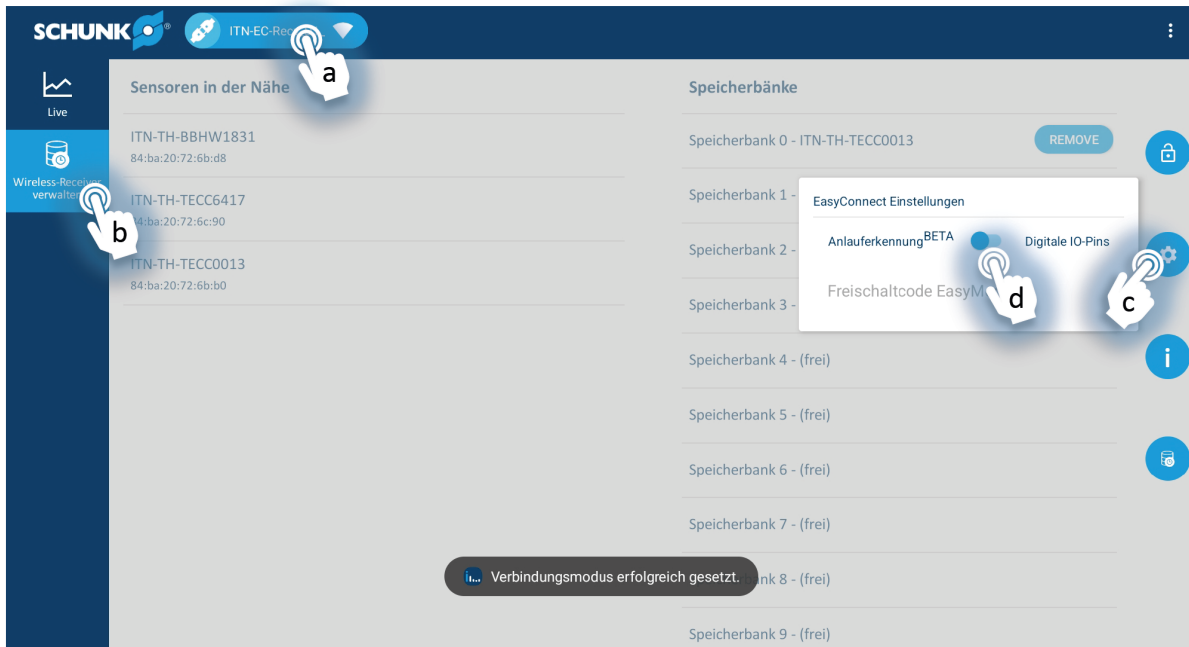 SCHUNK
ITN-EC-Rec
a
Live
Wireless-Receiver
verwalten
b
Sensoren in der Nähe
ITN-TH-BBHW1831
84:ba:20:72:6b:d8
ITN-TH-TECC6417
84:ba:20:72:6c:90
ITN-TH-TECC0013
84:ba:20:72:6b:b0
Speicherbänke
Speicherbank 0 - ITN-TH-TECC0013 REMOVE
Speicherbank 1 -
Speicherbank 2 -
Speicherbank 3 -
EasyConnect Einstellungen
Anlauferkennung BETA Digitale IO-Pins
Freischaltcode
d
c
Speicherbank 4 - (frei)
Speicherbank 5 - (frei)
Speicherbank 6 - (frei)
Speicherbank 7 - (frei)
Verbindungsmodus erfolgreich gesetzt.
8 - (frei)
Speicherbank 9 - (frei)